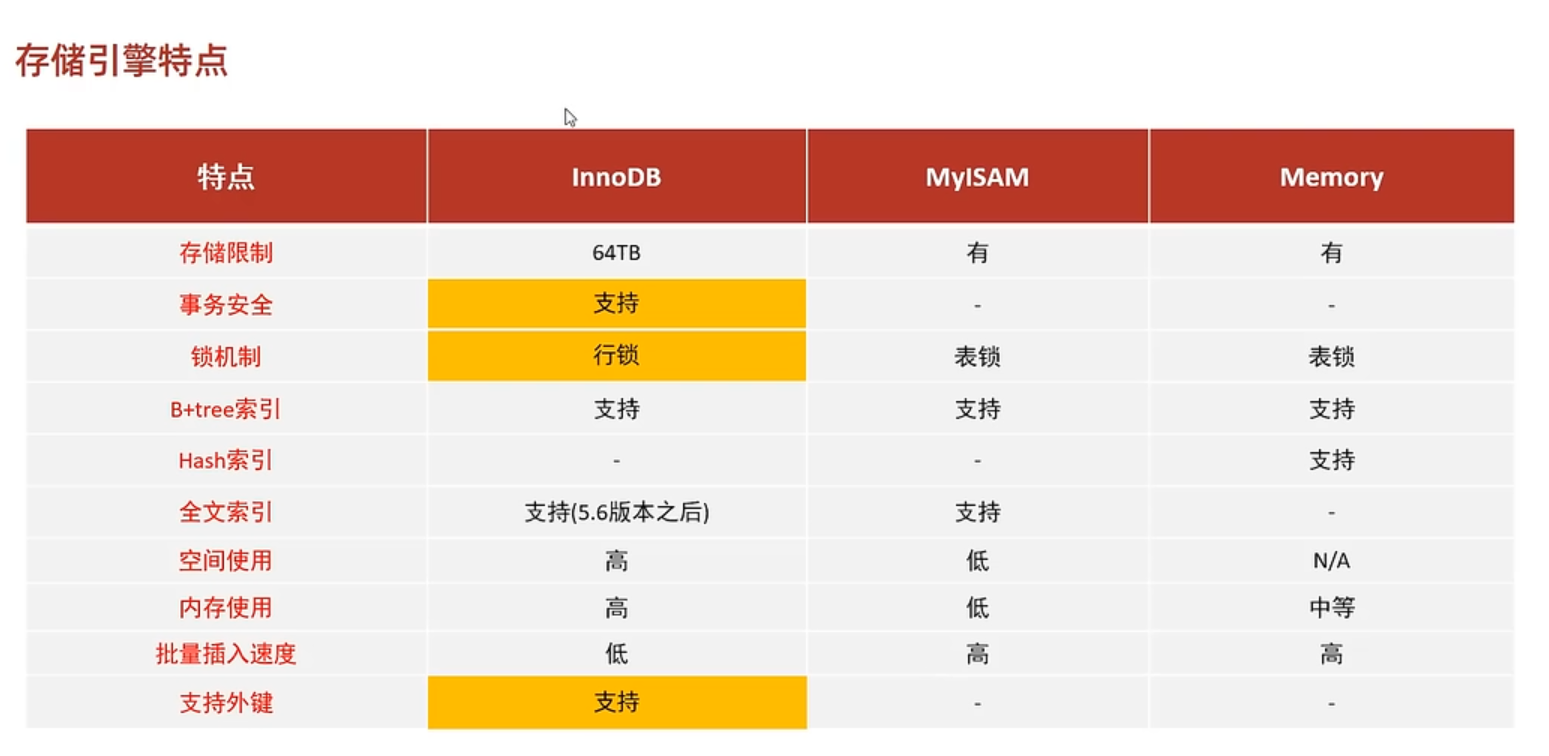 存储引擎特点
特点 InnoDB MyISAM Memory
存储限制 64TB 有 有
事务安全 支持 - -
锁机制 行锁 表锁 表锁
B+tree索引 支持 支持 支持
Hash索引 - - 支持
全文索引 支持(5.6版本之后) 支持 -
空间使用 高 低 N/A
内存使用 高 低 中等
批量插入速度 低 高 高
支持外键 支持 - -